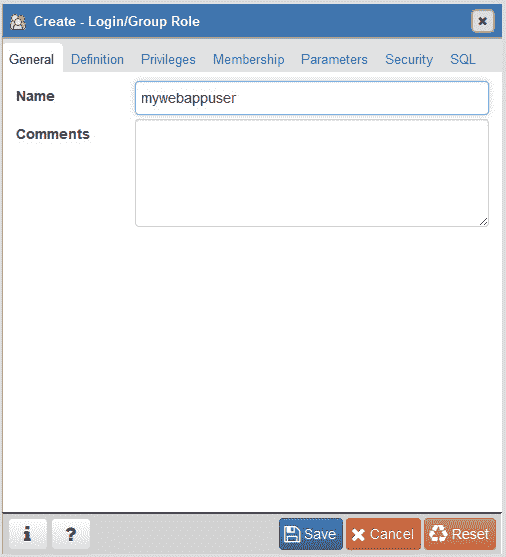 Create - Login/Group Role
General Definition Privileges Membership Parameters Security SQL
Name mywebappuser
Comments
i ? Save Cancel Reset